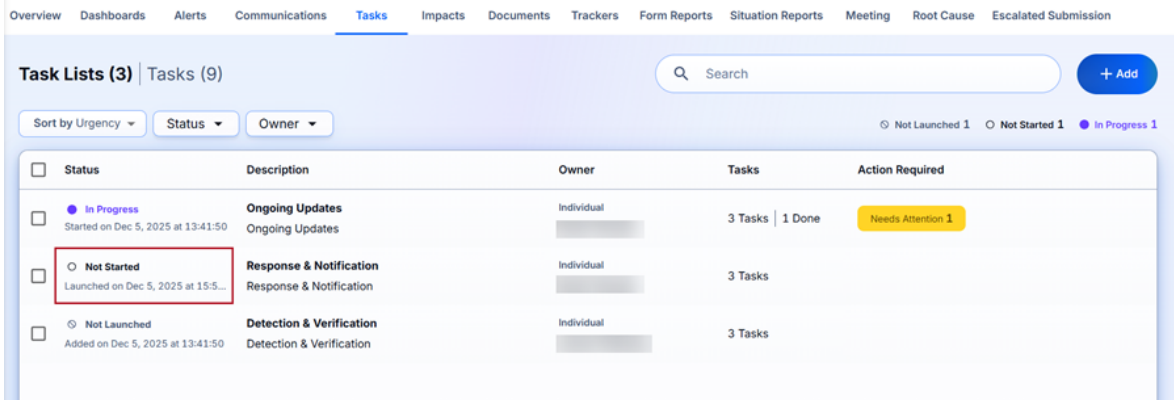 Overview Dashboards Alerts Communications Tasks Impacts Documents Trackers Form Reports Situation Reports Meeting Root Cause Escalated Submission
Task Lists (3) | Tasks (9)
Search
+ Add
Sort by Urgency Status Owner
Not Launched 1 Not Started 1 In Progress 1
Status Description Owner Tasks Action Required
In Progress Ongoing Updates Individual
Started on Dec 5, 2025 at 13:41:50 Ongoing Updates 3 Tasks | 1 Done Needs Attention 1
Not Started Response & Notification Individual
Launched on Dec 5, 2025 at 15:5... Response & Notification 3 Tasks
Not Launched Detection & Verification Individual
Added on Dec 5, 2025 at 13:41:50 Detection & Verification 3 Tasks